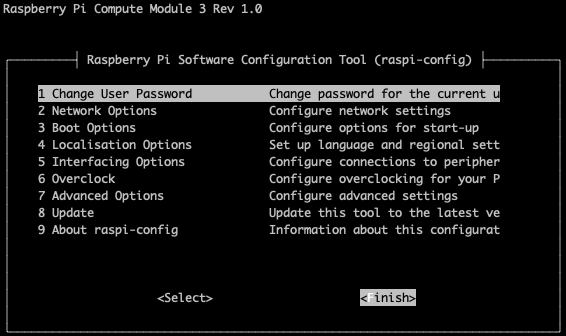 Raspberry Pi Compute Module 3 Rev 1.0
Raspberry Pi Software Configuration Tool (raspi-config)
1 Change User Password Change password for the current u
2 Network Options Configure network settings
3 Boot Options Configure options for start-up
4 Localisation Options Set up language and regional sett
5 Interfacing Options Configure connections to peripher
6 Overclock Configure overclocking for your P
7 Advanced Options Configure advanced settings
8 Update Update this tool to the latest ve
9 About raspi-config Information about this configurat
<Select> <Finish>